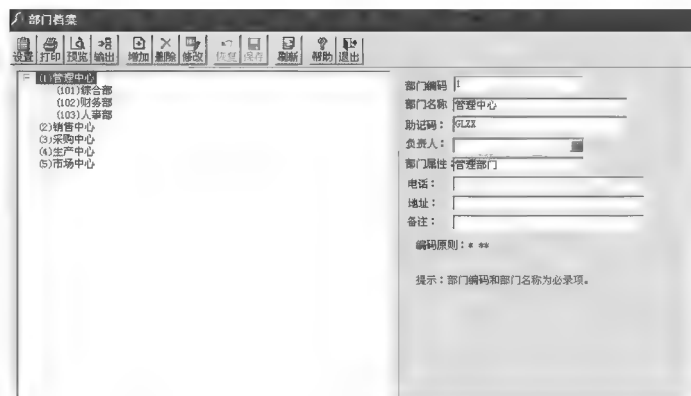 部门档案
设置 打印 预览 输出 增加 删除 修改 恢复 保存 刷新 帮助 退出
(1)管理中心
(101)综合部
(102)财务部
(103)人事部
(2)销售中心
(3)采购中心
(4)生产中心
(5)市场中心
部门编码 1
部门名称 管理中心
助记码： GLZX
负责人：
部门属性：管理部门
电话：
地址：
备注：
编码原则：* **
提示：部门编码和部门名称为必录项。